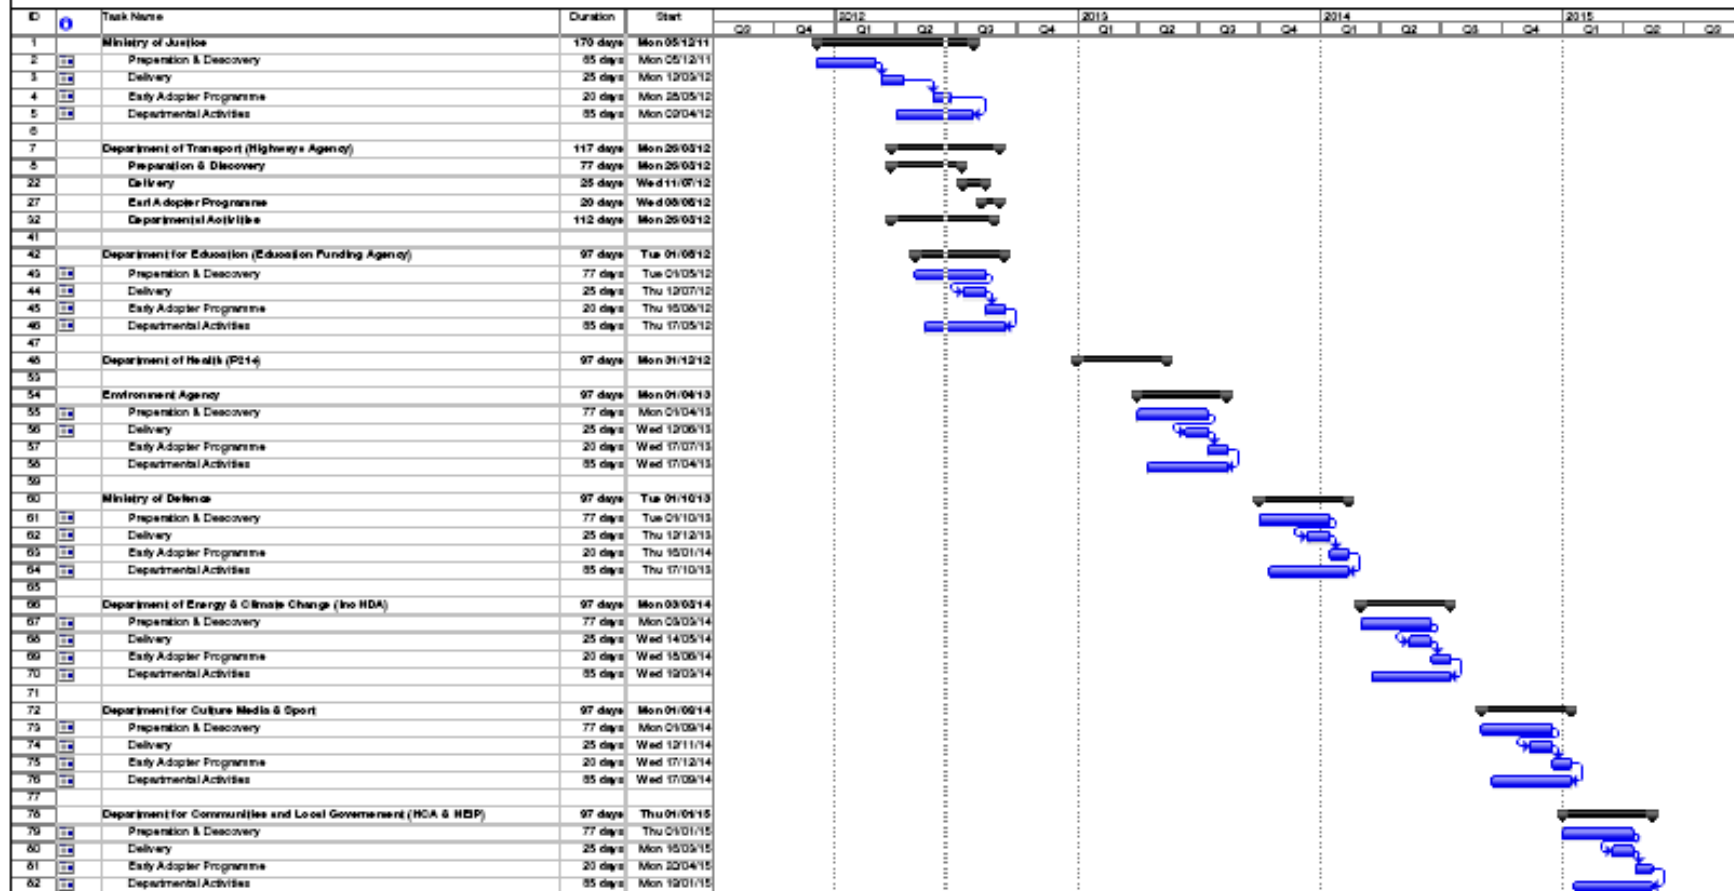 ID Task Name Duration Start 2012 2013 2014 2015
Q3 Q4 Q1 Q2 Q3 Q4 Q1 Q2 Q3 Q4 Q1 Q2 Q3 Q4 Q1 Q2 Q3
1 Ministry of Justice 170 days Mon 05/12/11
2 Preparation & Descovery 65 days Mon 05/12/11
3 Delivery 25 days Mon 12/03/12
4 Early Adopter Programme 20 days Mon 28/05/12
5 Departmental Activities 85 days Mon 02/04/12
6
7 Department of Transport (Highways Agency) 117 days Mon 26/03/12
8 Preparation & Discovery 77 days Mon 26/03/12
22 Delivery 25 days Wed 11/07/12
27 Earl Adopter Programme 20 days Wed 08/08/12
32 Departmental Activities 112 days Mon 26/03/12
41
42 Department for Education (Education Funding Agency) 97 days Tue 01/05/12
43 Preparation & Descovery 77 days Tue 01/05/12
44 Delivery 25 days Thu 12/07/12
45 Early Adopter Programme 20 days Thu 16/08/12
46 Departmental Activities 85 days Thu 17/05/12
47
48 Department of Health (P21+) 97 days Mon 31/12/12
53
54 Environment Agency 97 days Mon 01/04/13
55 Preparation & Descovery 77 days Mon 01/04/13
56 Delivery 25 days Wed 12/06/13
57 Early Adopter Programme 20 days Wed 17/07/13
58 Departmental Activities 85 days Wed 17/04/13
59
60 Ministry of Defence 97 days Tue 01/10/13
61 Preparation & Descovery 77 days Tue 01/10/13
62 Delivery 25 days Thu 12/12/13
63 Early Adopter Programme 20 days Thu 16/01/14
64 Departmental Activities 85 days Thu 17/10/13
65
66 Department of Energy & Climate Change (Inc NDA) 97 days Mon 03/03/14
67 Preparation & Descovery 77 days Mon 03/03/14
68 Delivery 25 days Wed 14/05/14
69 Early Adopter Programme 20 days Wed 18/06/14
70 Departmental Activities 85 days Wed 19/03/14
71
72 Department for Culture Media & Sport 97 days Mon 01/09/14
73 Preparation & Descovery 77 days Mon 01/09/14
74 Delivery 25 days Wed 12/11/14
75 Early Adopter Programme 20 days Wed 17/12/14
76 Departmental Activities 85 days Wed 17/09/14
77
78 Department for Communities and Local Governement (HCA & NEIP) 97 days Thu 01/01/15
79 Preparation & Descovery 77 days Thu 01/01/15
80 Delivery 25 days Mon 16/03/15
81 Early Adopter Programme 20 days Mon 20/04/15
82 Departmental Activities 85 days Mon 19/01/15